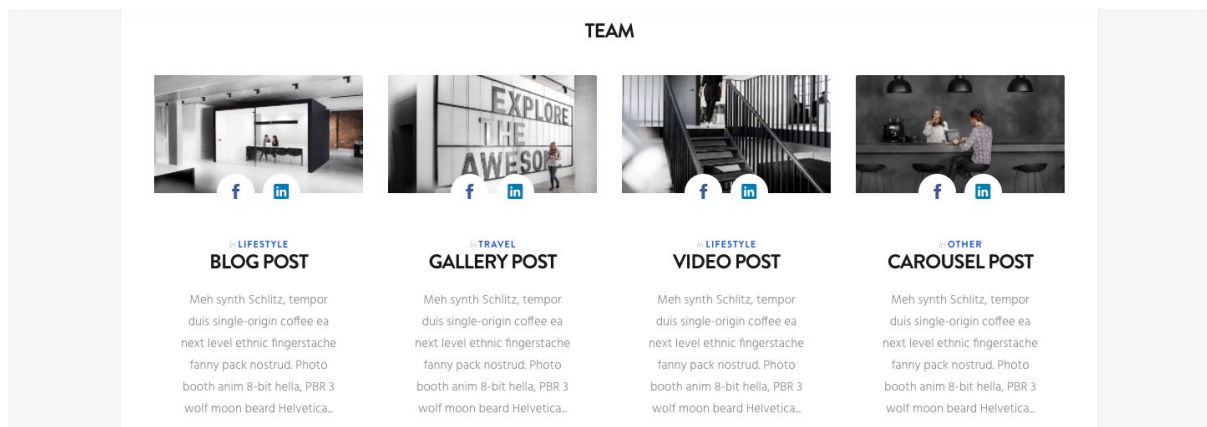 TEAM
EXPLORE
THE
AWESO
f in
f in
f in
f in
In LIFESTYLE
BLOG POST
Meh synth Schlitz, tempor
duis single-origin coffee ea
next level ethnic fingerstache
fanny pack nostrud. Photo
booth anim 8-bit hella, PBR 3
wolf moon beard Helvetica...
In TRAVEL
GALLERY POST
Meh synth Schlitz, tempor
duis single-origin coffee ea
next level ethnic fingerstache
fanny pack nostrud. Photo
booth anim 8-bit hella, PBR 3
wolf moon beard Helvetica...
In LIFESTYLE
VIDEO POST
Meh synth Schlitz, tempor
duis single-origin coffee ea
next level ethnic fingerstache
fanny pack nostrud. Photo
booth anim 8-bit hella, PBR 3
wolf moon beard Helvetica...
In OTHER
CAROUSEL POST
Meh synth Schlitz, tempor
duis single-origin coffee ea
next level ethnic fingerstache
fanny pack nostrud. Photo
booth anim 8-bit hella, PBR 3
wolf moon beard Helvetica...